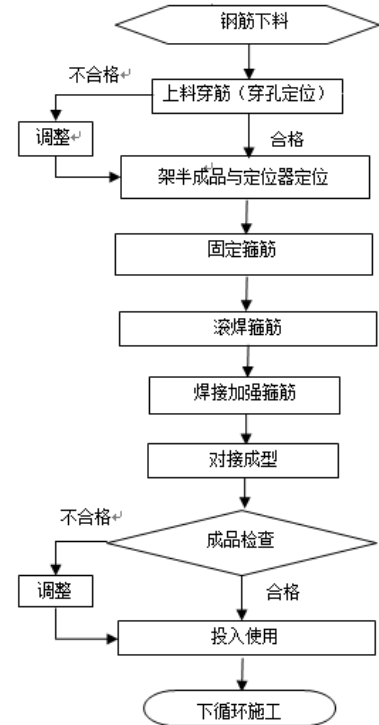 钢筋下料
不合格
上料穿筋（穿孔定位）
调整
合格
架半成品与定位器定位
固定箍筋
滚焊箍筋
焊接加强箍筋
对接成型
不合格
成品检查
调整
合格
投入使用
下循环施工